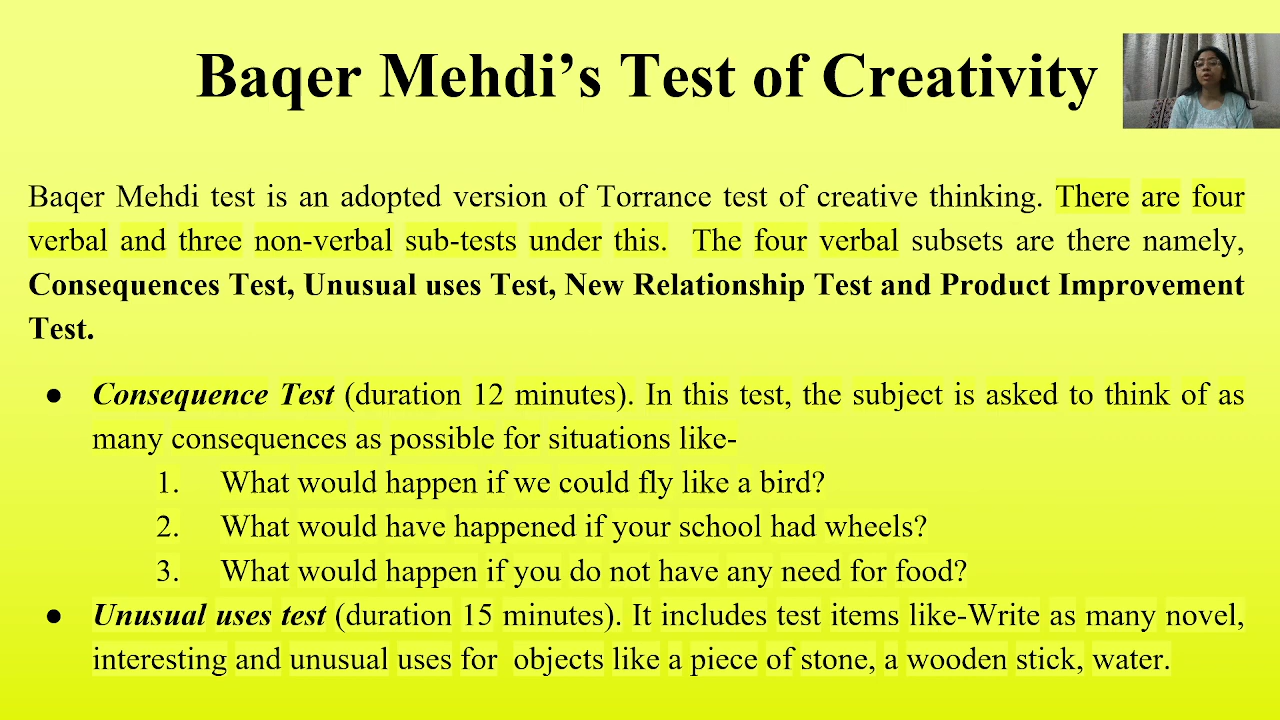 Baqer Mehdi’s Test of Creativity
Baqer Mehdi test is an adopted version of Torrance test of creative thinking. There are four
verbal and three non-verbal sub-tests under this. The four verbal subsets are there namely,
Consequences Test, Unusual uses Test, New Relationship Test and Product Improvement
Test.
● Consequence Test (duration 12 minutes). In this test, the subject is asked to think of as
many consequences as possible for situations like-
1. What would happen if we could fly like a bird?
2. What would have happened if your school had wheels?
3. What would happen if you do not have any need for food?
● Unusual uses test (duration 15 minutes). It includes test items like-Write as many novel,
interesting and unusual uses for objects like a piece of stone, a wooden stick, water.